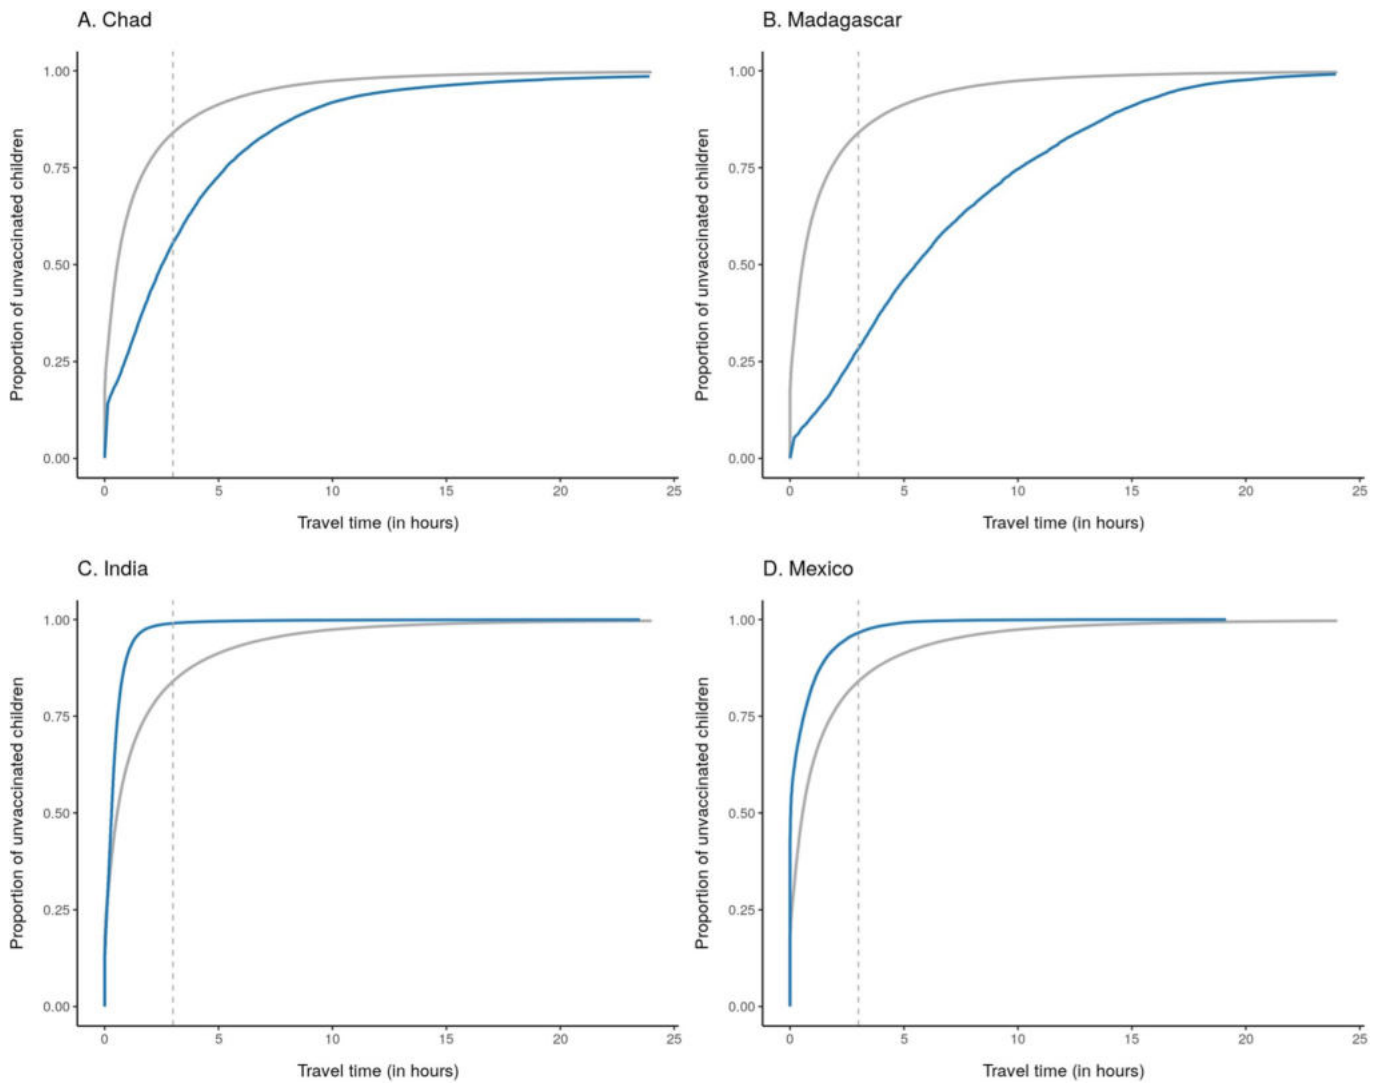 A. Chad
Proportion of unvaccinated children
1.00
0.75
0.50
0.25
0.00
0 5 10 15 20 25
Travel time (in hours)
B. Madagascar
Proportion of unvaccinated children
1.00
0.75
0.50
0.25
0.00
0 5 10 15 20 25
Travel time (in hours)
C. India
Proportion of unvaccinated children
1.00
0.75
0.50
0.25
0.00
0 5 10 15 20 25
Travel time (in hours)
D. Mexico
Proportion of unvaccinated children
1.00
0.75
0.50
0.25
0.00
0 5 10 15 20 25
Travel time (in hours)